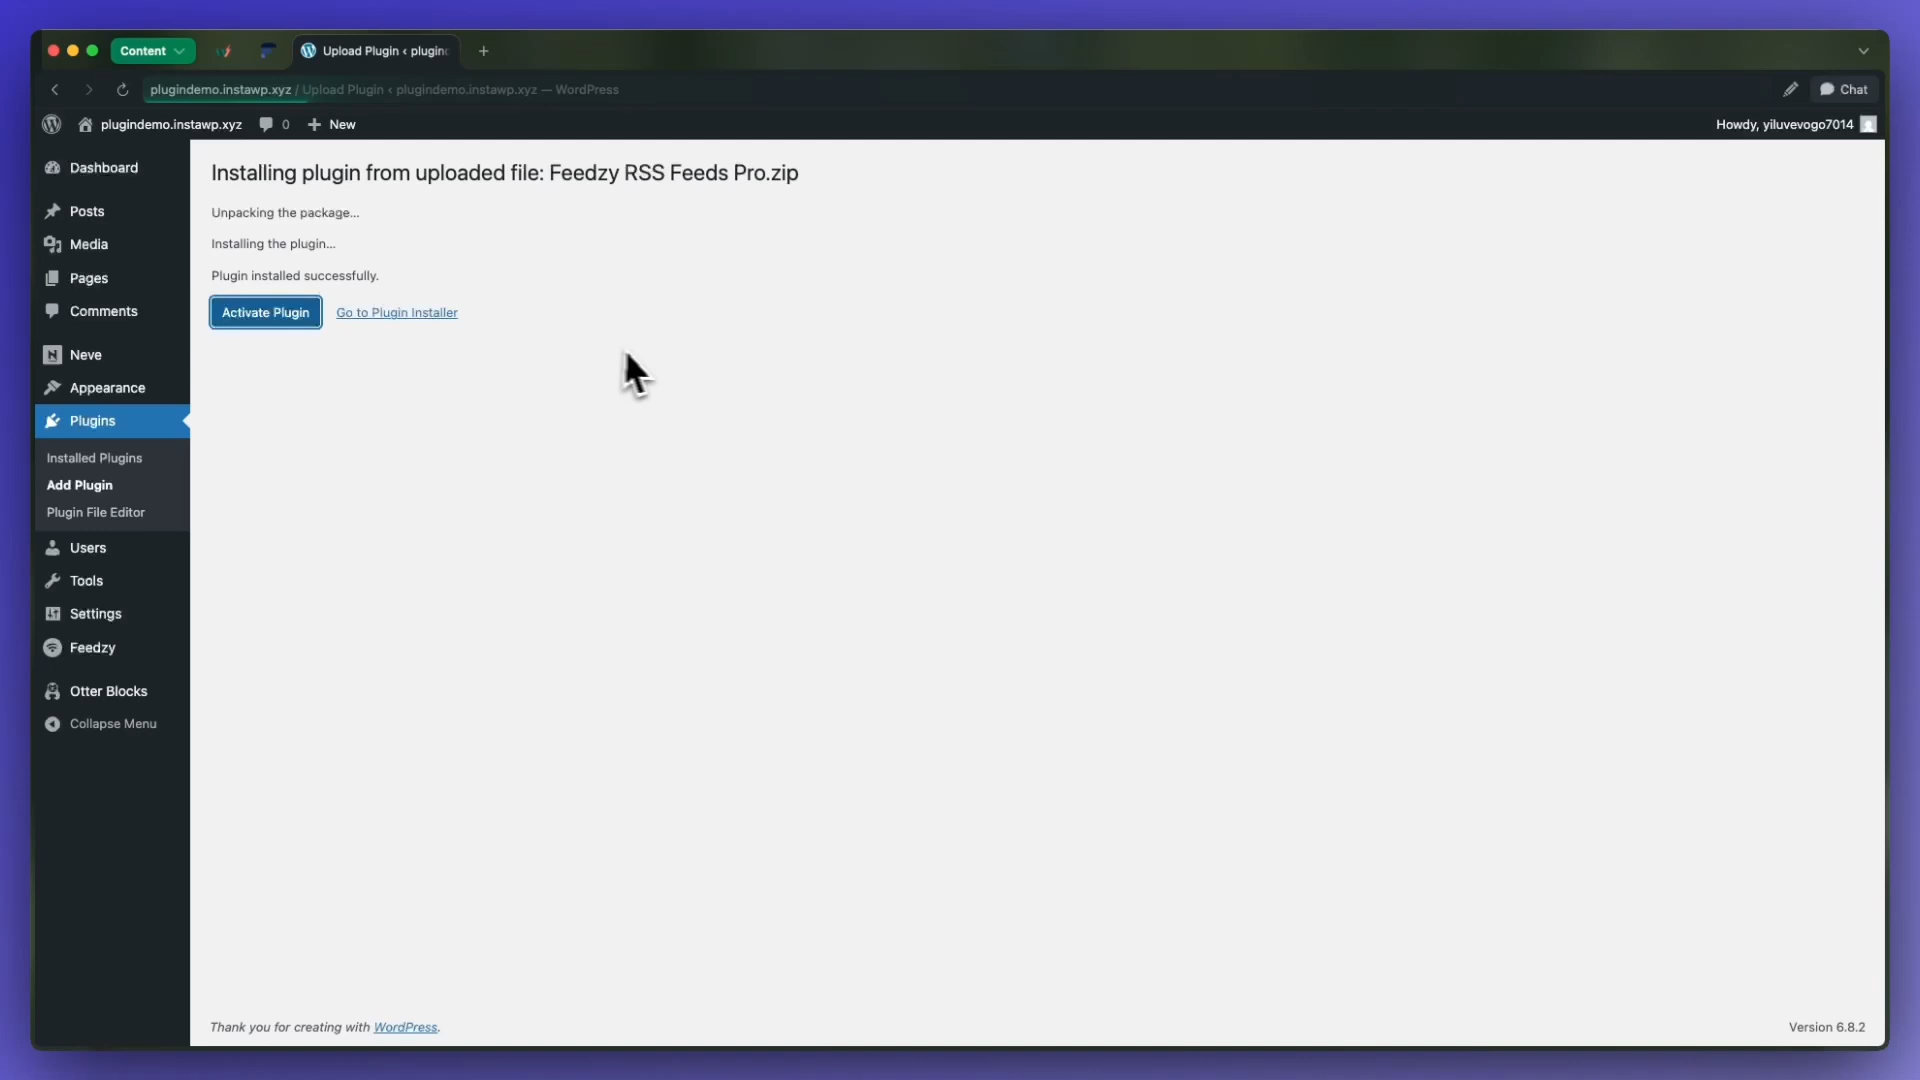 Content
Upload Plugin ‹ plugin
plugindemo.instawp.xyz / Upload Plugin ‹ plugindemo.instawp.xyz — WordPress
Chat
plugindemo.instawp.xyz
0
New
Howdy, yiluvevogo7014
Dashboard
Posts
Media
Pages
Comments
Neve
Appearance
Plugins
Installed Plugins
Add Plugin
Plugin File Editor
Users
Tools
Settings
Feedzy
Otter Blocks
Collapse Menu
Installing plugin from uploaded file: Feedzy RSS Feeds Pro.zip
Unpacking the package...
Installing the plugin...
Plugin installed successfully.
Activate Plugin
Go to Plugin Installer
Thank you for creating with WordPress.
Version 6.8.2